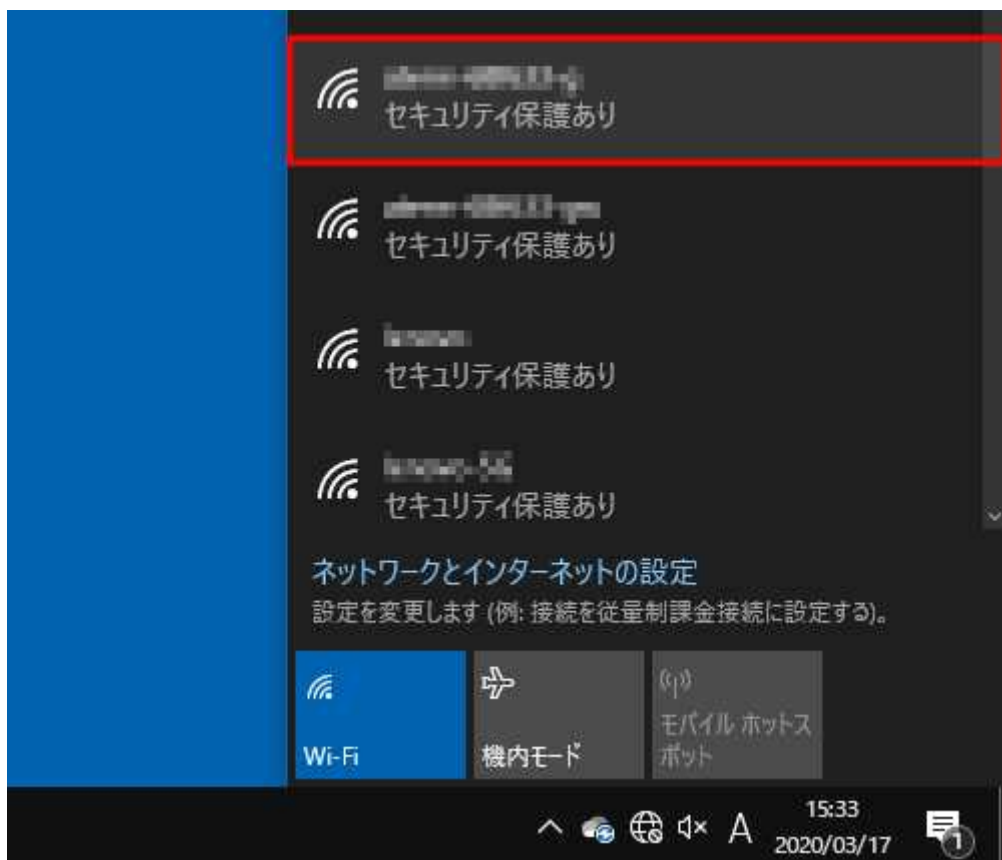 セキュリティ保護あり
セキュリティ保護あり
セキュリティ保護あり
セキュリティ保護あり
ネットワークとインターネットの設定
設定を変更します (例: 接続を従量制課金接続に設定する)。
Wi-Fi
機内モード
モバイル ホットス
ポット
A
15:33
2020/03/17
1